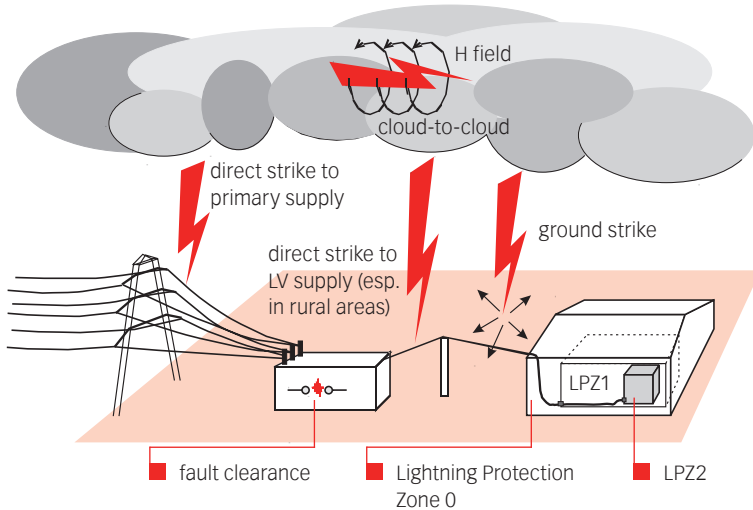 H field
cloud-to-cloud
direct strike to
primary supply
ground strike
direct strike to
LV supply (esp.
in rural areas)
LPZ1
fault clearance
Lightning Protection
Zone 0
LPZ2